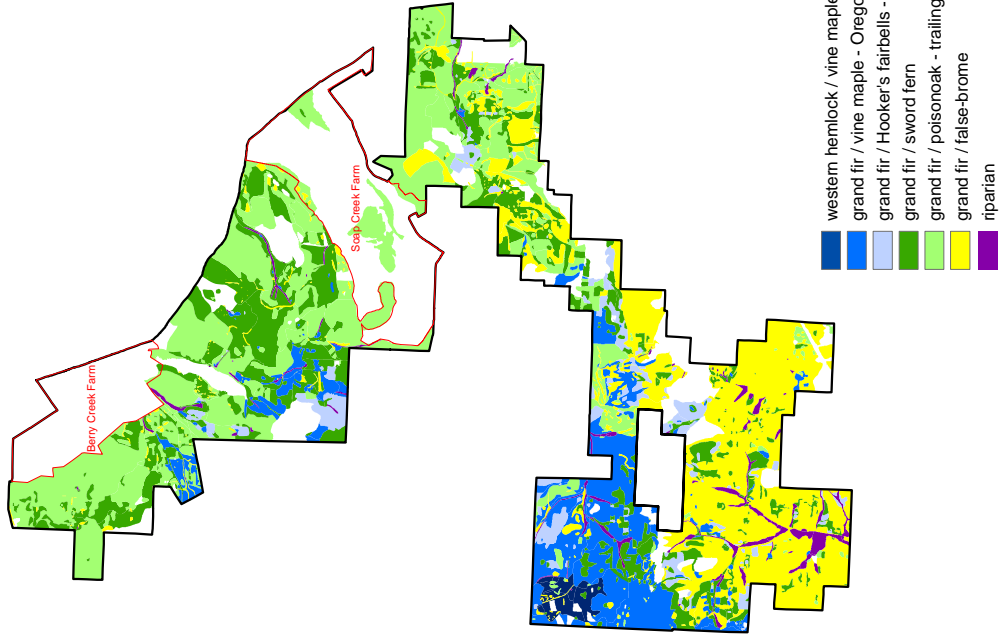 Berry Creek Farm
Soap Creek Farm
western hemlock / vine maple
grand fir / vine maple - Orego
grand fir / Hooker's fairbells -
grand fir / sword fern
grand fir / poisonoak - trailing
grand fir / false-brome
riparian